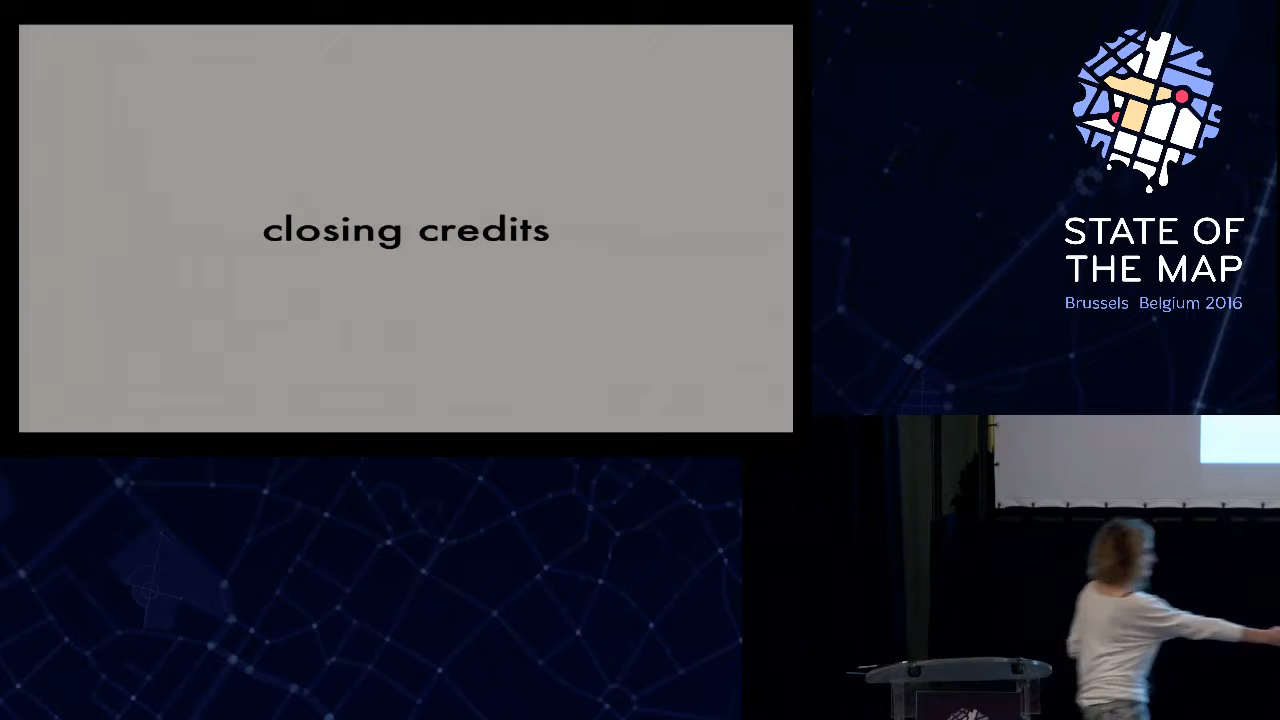 closing credits
STATE OF
THE MAP
Brussels Belgium 2016